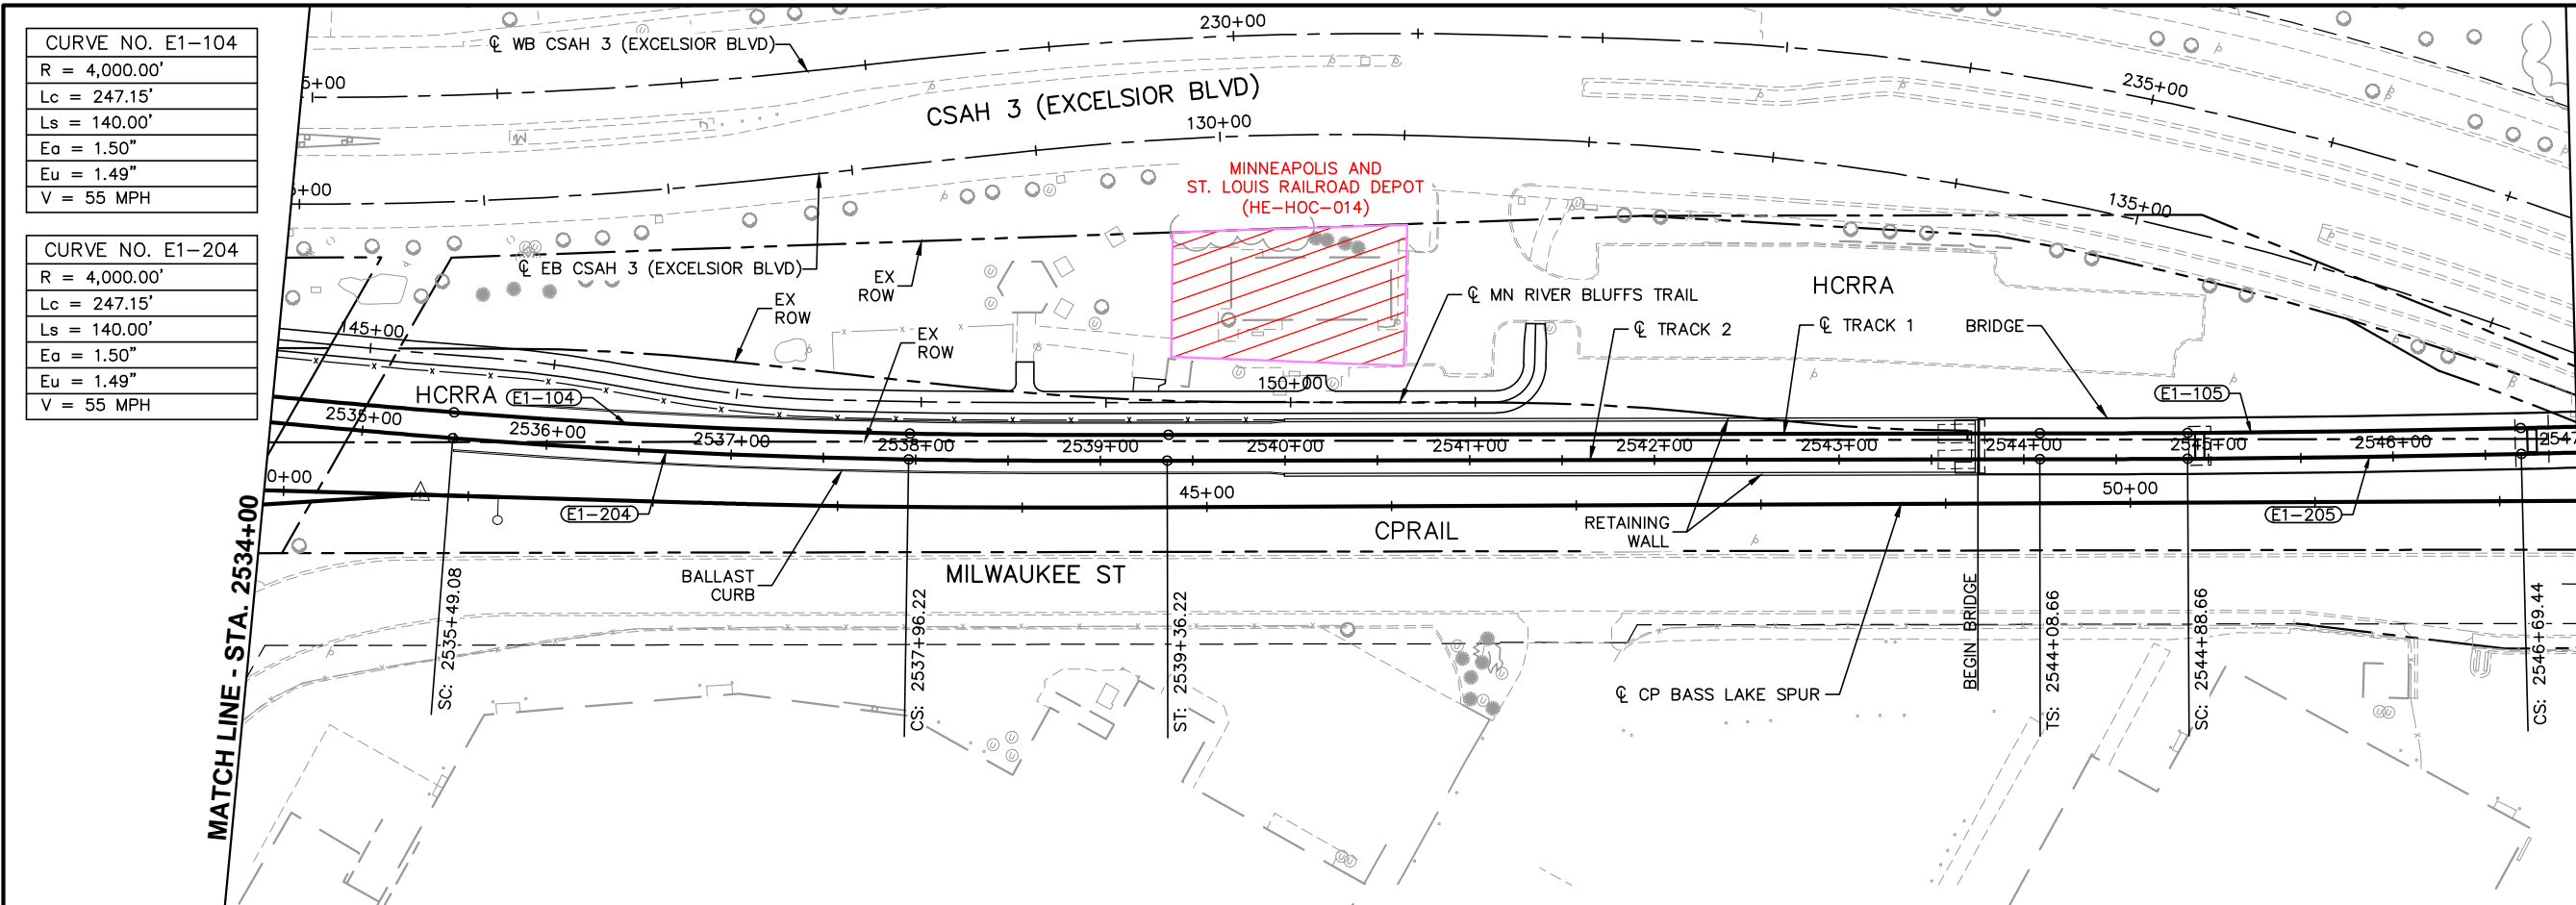 CURVE NO. E1-104
R = 4,000.00'
Lc = 247.15'
Ls = 140.00'
Ea = 1.50"
Eu = 1.49"
V = 55 MPH
CURVE NO. E1-204
R = 4,000.00'
Lc = 247.15'
Ls = 140.00'
Ea = 1.50"
Eu = 1.49"
V = 55 MPH
230+00
℄ WB CSAH 3 (EXCELSIOR BLVD)
5+00
235+00
CSAH 3 (EXCELSIOR BLVD)
130+00
MINNEAPOLIS AND
ST. LOUIS RAILROAD DEPOT
(HE-HOC-014)
+00
135+00
℄ EB CSAH 3 (EXCELSIOR BLVD)
EX
ROW
EX
ROW
EX
ROW
HCRRA
℄ MN RIVER BLUFFS TRAIL
℄ TRACK 2
℄ TRACK 1
BRIDGE
145+00
150+00
HCRRA
E1-104
E1-105
2535+00
2536+00
2537+00
2538+00
2539+00
2540+00
2541+00
2542+00
2543+00
2544+00
2545+00
2546+00
2547
0+00
45+00
50+00
E1-204
E1-205
CPRAIL
RETAINING
WALL
BALLAST
CURB
MILWAUKEE ST
℄ CP BASS LAKE SPUR
MATCH LINE - STA. 2534+00
SC: 2535+49.08
CS: 2537+96.22
ST: 2539+36.22
BEGIN BRIDGE
TS: 2544+08.66
SC: 2544+88.66
CS: 2546+69.44